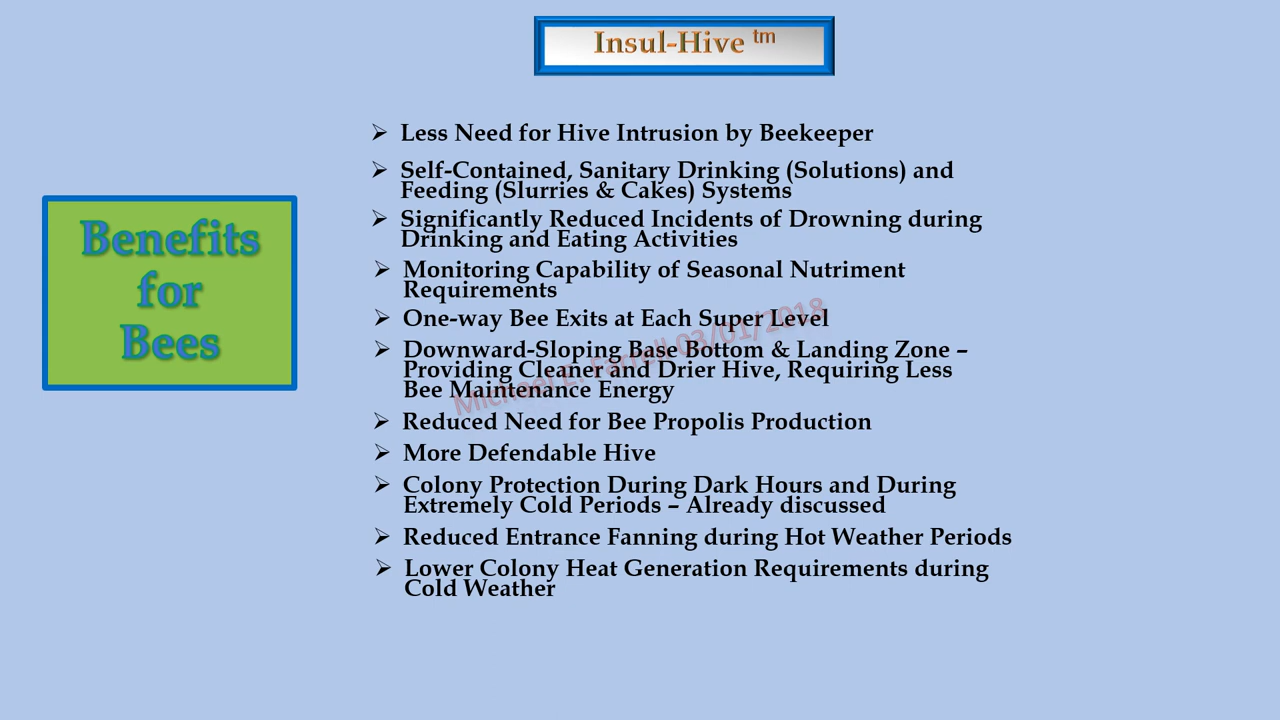 Insul-Hive tm
Benefits
for
Bees
➢ Less Need for Hive Intrusion by Beekeeper
➢ Self-Contained, Sanitary Drinking (Solutions) and
Feeding (Slurries & Cakes) Systems
➢ Significantly Reduced Incidents of Drowning during
Drinking and Eating Activities
➢ Monitoring Capability of Seasonal Nutriment
Requirements
➢ One-way Bee Exits at Each Super Level
➢ Downward-Sloping Base Bottom & Landing Zone –
Providing Cleaner and Drier Hive, Requiring Less
Bee Maintenance Energy
➢ Reduced Need for Bee Propolis Production
➢ More Defendable Hive
➢ Colony Protection During Dark Hours and During
Extremely Cold Periods – Already discussed
➢ Reduced Entrance Fanning during Hot Weather Periods
➢ Lower Colony Heat Generation Requirements during
Cold Weather
Michael E. Farrell 03/01/2018